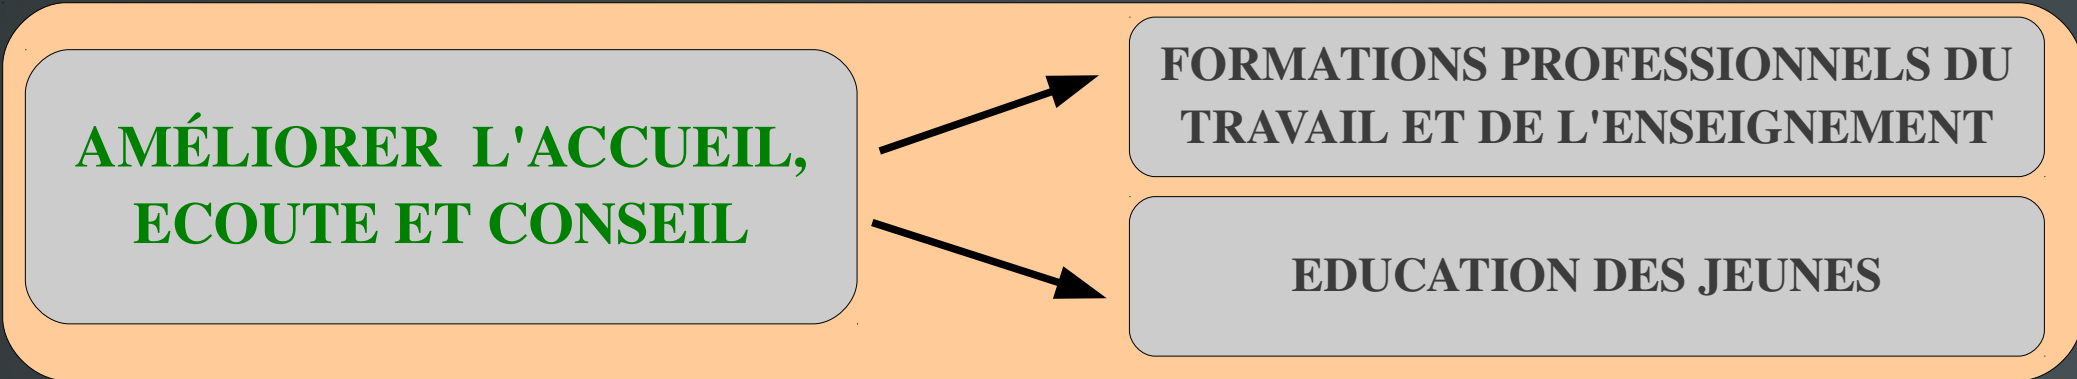 AMÉLIORER L'ACCUEIL,
ECOUTE ET CONSEIL
FORMATIONS PROFESSIONNELS DU
TRAVAIL ET DE L'ENSEIGNEMENT
EDUCATION DES JEUNES